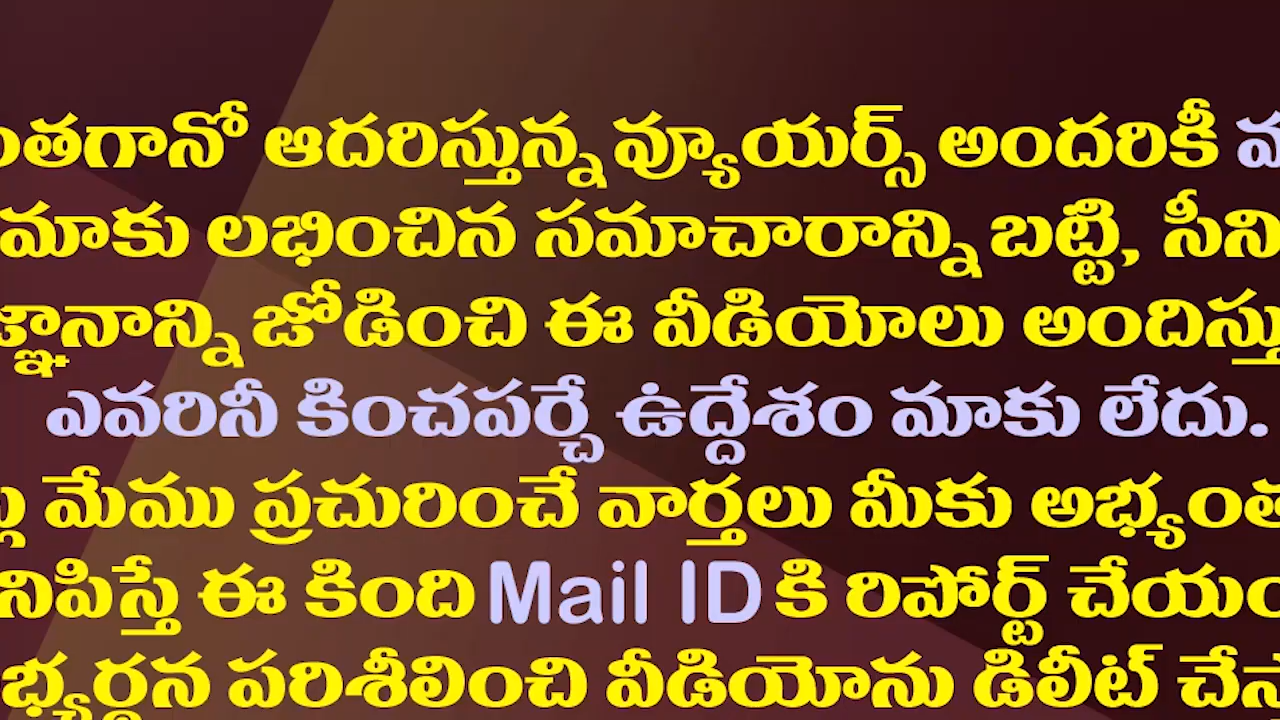 ఆదరిస్తున్న వ్యూయర్స్ అందరికీ
మాకు లభించిన సమాచారాన్ని బట్టి,
జోడించి ఈ వీడియోలు
ఎవరినీ కించపర్చే ఉద్దేశం మాకు లేదు.
మేము ప్రచురించే వార్తలు మీకు
ఈ కింది Mail ID కి రిపోర్ట్
పరిశీలించి వీడియోను డిలీట్